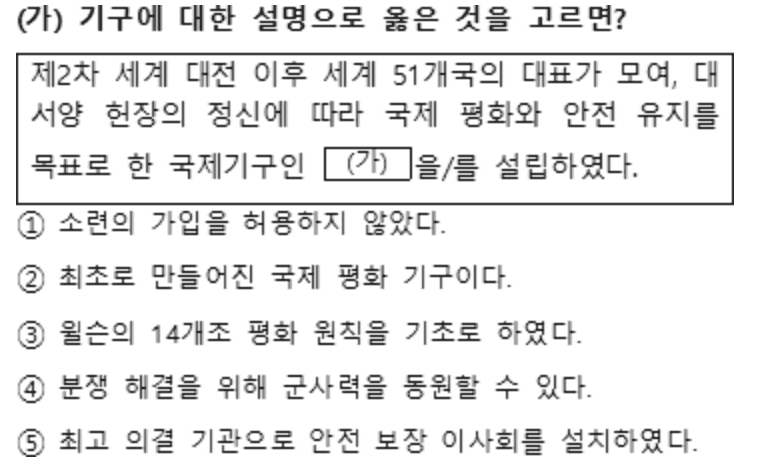 (가) 기구에 대한 설명으로 옳은 것을 고르면?
제2차 세계 대전 이후 세계 51개국의 대표가 모여, 대
서양 헌장의 정신에 따라 국제 평화와 안전 유지를
목표로 한 국제기구인 (가) 을/를 설립하였다.
① 소련의 가입을 허용하지 않았다.
② 최초로 만들어진 국제 평화 기구이다.
③ 윌슨의 14개조 평화 원칙을 기초로 하였다.
④ 분쟁 해결을 위해 군사력을 동원할 수 있다.
⑤ 최고 의결 기관으로 안전 보장 이사회를 설치하였다.